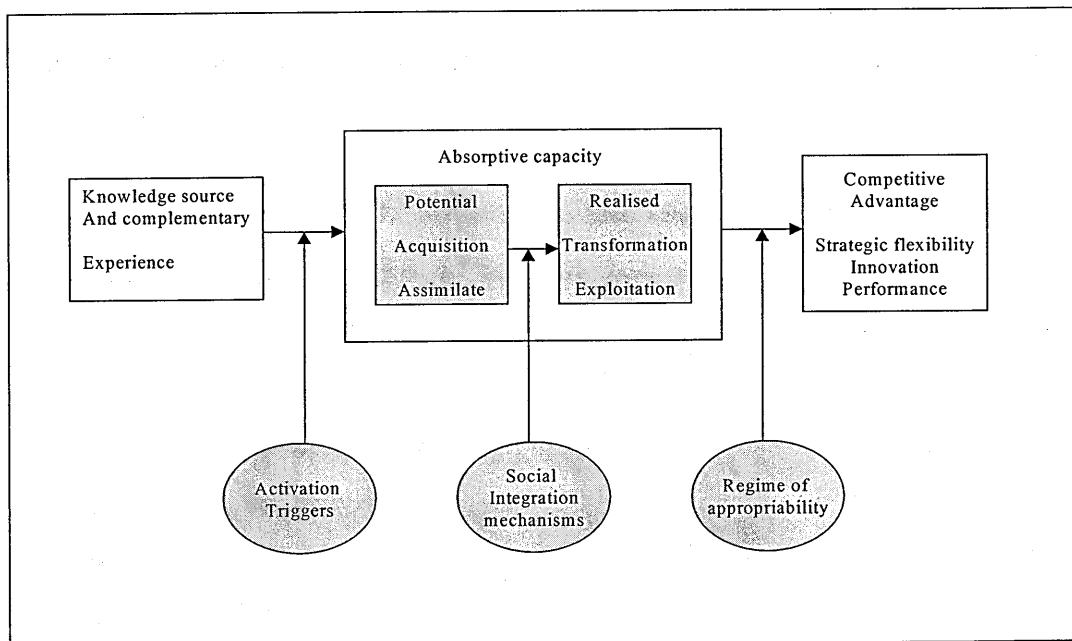 Knowledge source
And complementary
Experience
Absorptive capacity
Potential
Acquisition
Assimilate
Realised
Transformation
Exploitation
Competitive
Advantage
Strategic flexibility
Innovation
Performance
Activation
Triggers
Social
Integration
mechanisms
Regime of
appropriability